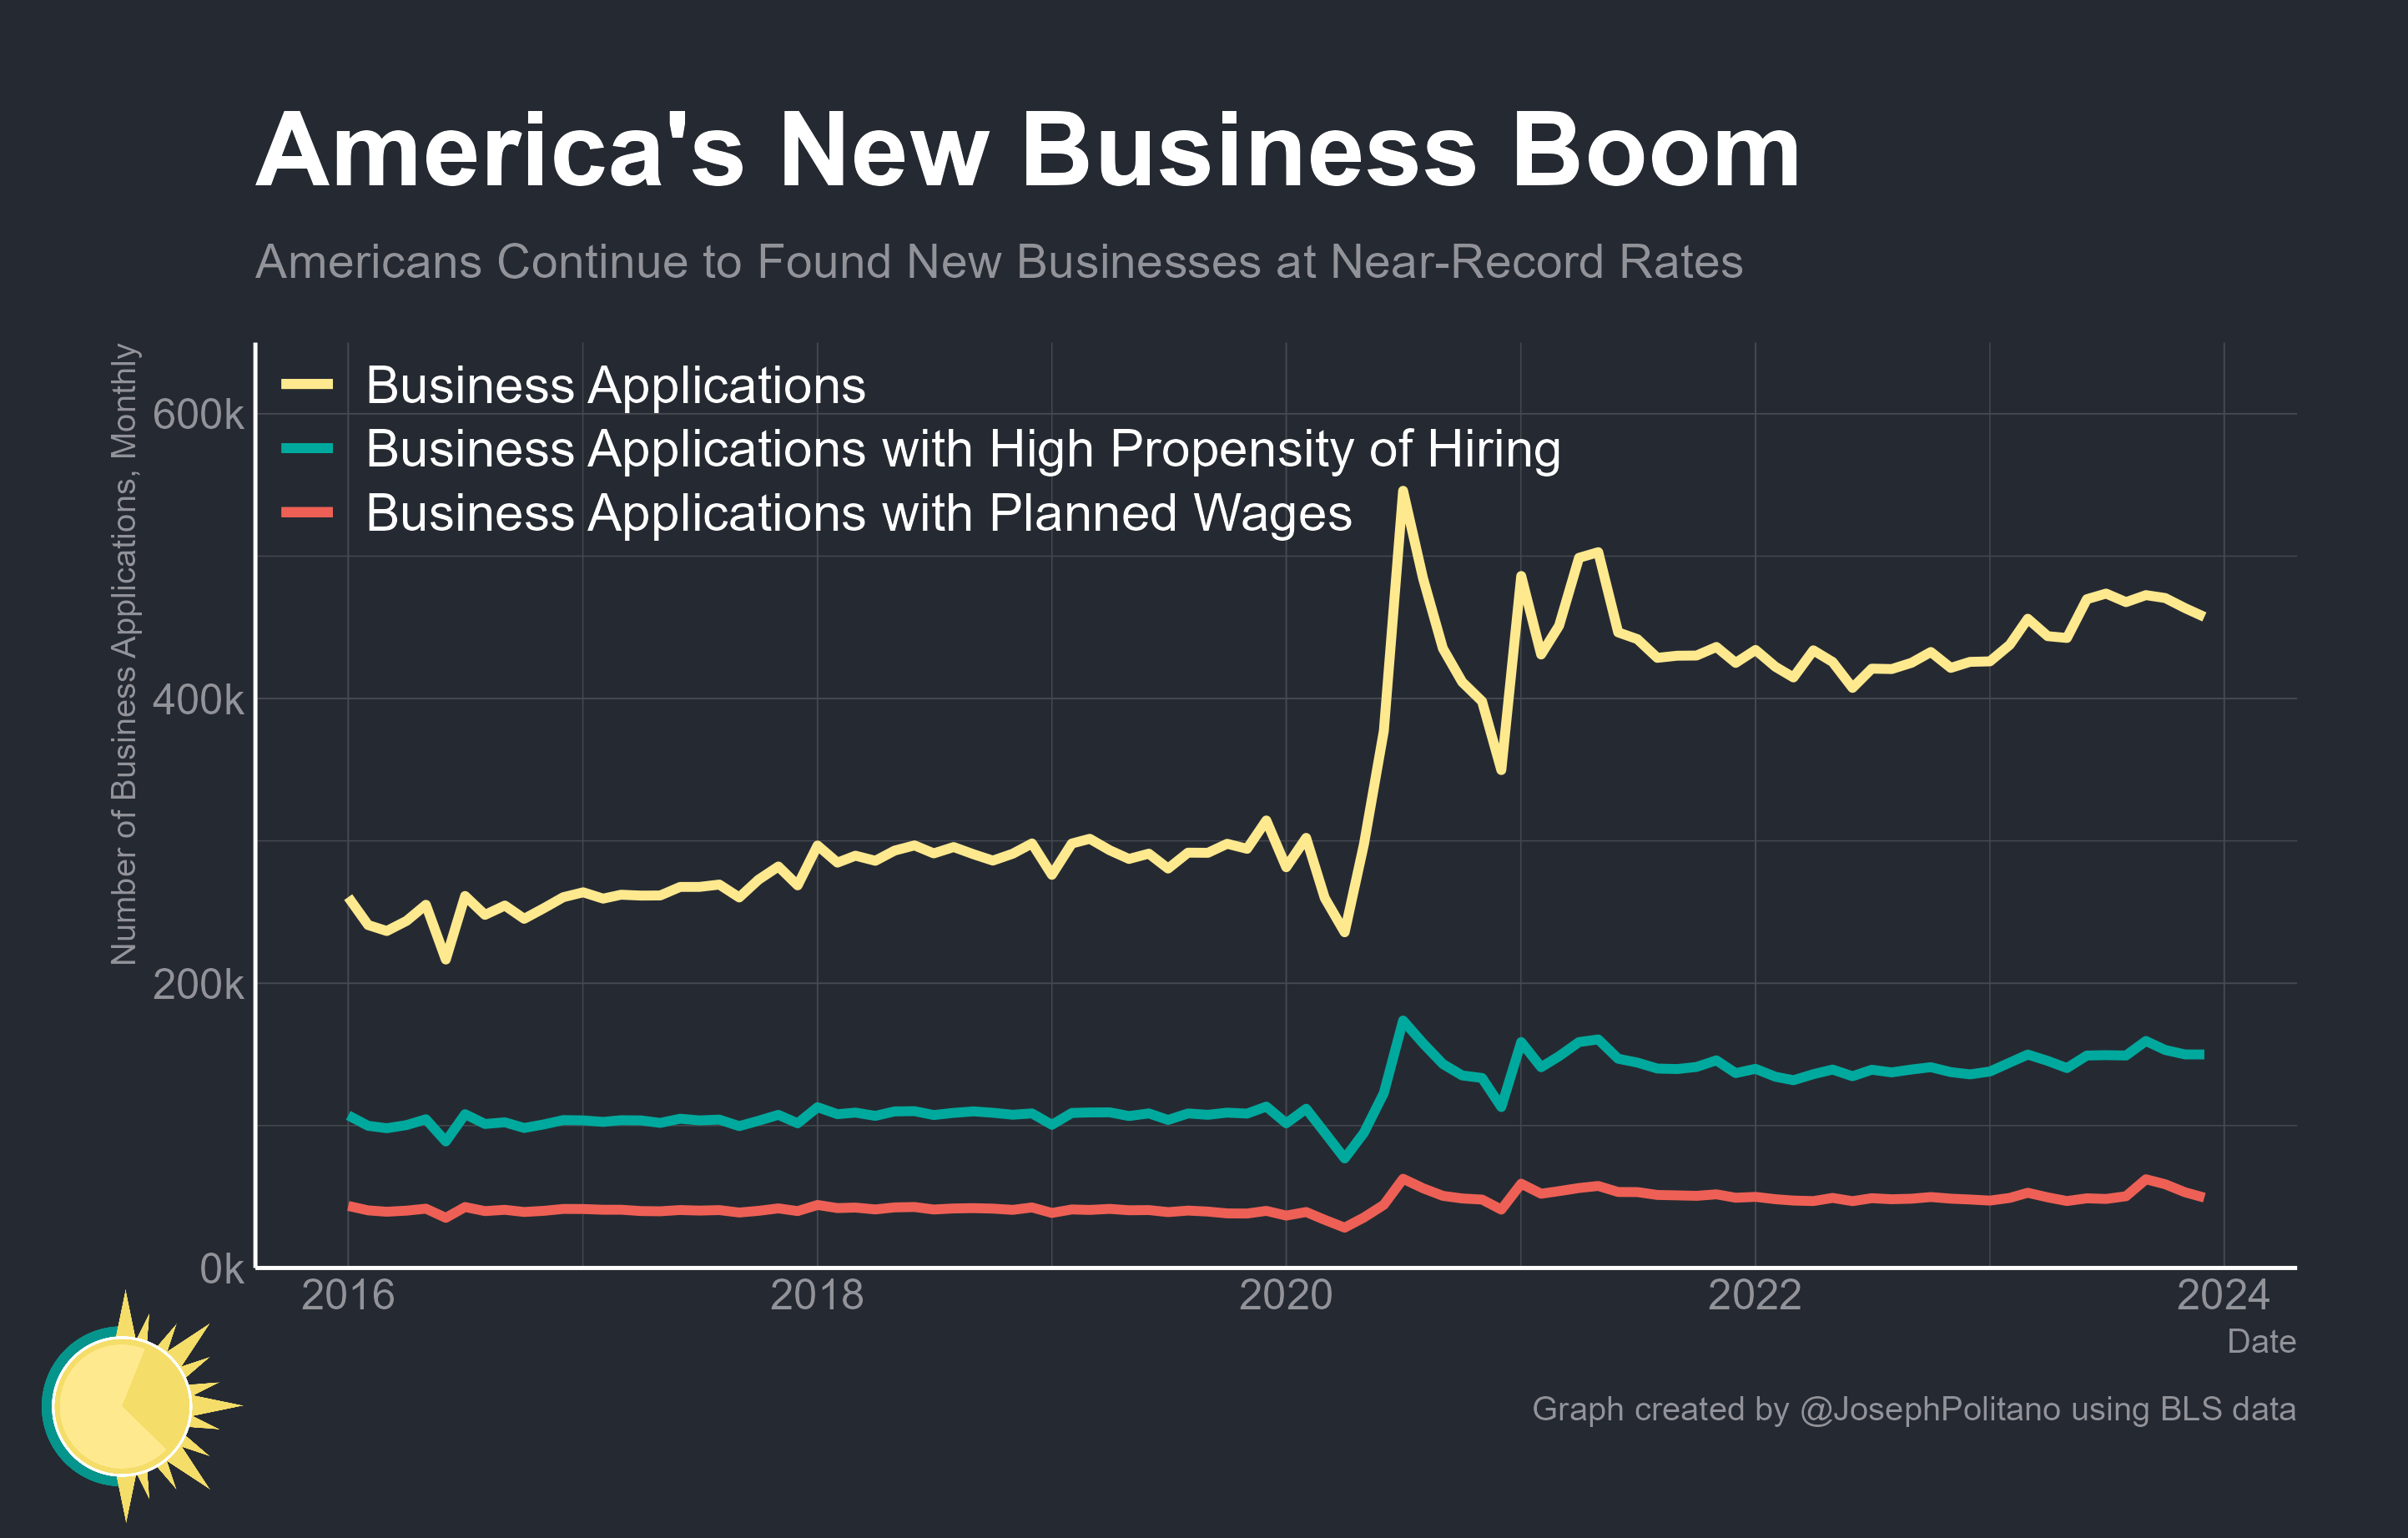 America's New Business Boom
Americans Continue to Found New Businesses at Near-Record Rates
Number of Business Applications, Monthly
Business Applications
Business Applications with High Propensity of Hiring
Business Applications with Planned Wages
600k
400k
200k
0k
2016 2018 2020 2022 2024
Date
Graph created by @JosephPolitano using BLS data